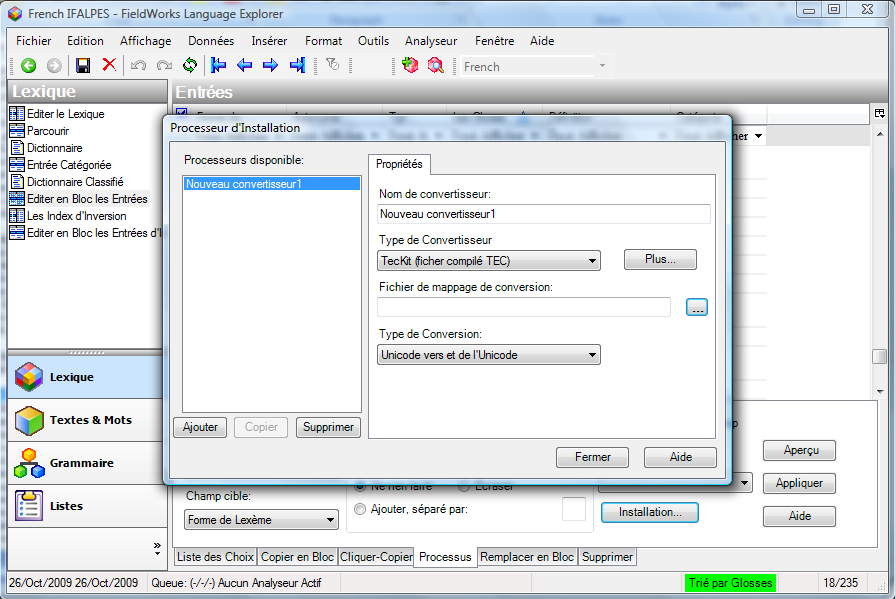 French IFALPES - FieldWorks Language Explorer
Fichier Edition Affichage Données Insérer Format Outils Analyseur Fenêtre Aide
French
Lexique
Entrées
Editer le Lexique
Parcourir
Dictionnaire
Entrée Catégoriée
Dictionnaire Classifié
Editer en Bloc les Entrées
Les Index d'Inversion
Editer en Bloc les Entrées d'I
Processeur d'Installation
Processeurs disponible:
Nouveau convertisseur1
Ajouter Copier Supprimer
Propriétés
Nom de convertisseur:
Nouveau convertisseur1
Type de Convertisseur
TecKit (ficher compilé TEC)
Plus...
Fichier de mappage de conversion:
...
Type de Conversion:
Unicode vers et de l'Unicode
Fermer Aide
Lexique
Textes & Mots
Grammaire
Listes
»
Champ cible:
Forme de Lexème
Ne rien faire Ecraser
Ajouter, séparé par:
Installation...
Aperçu
Appliquer
Aide
Liste des Choix Copier en Bloc Cliquer-Copier Processus Remplacer en Bloc Supprimer
26/Oct/2009 26/Oct/2009 Queue: (-/-/-) Aucun Analyseur Actif Trié par Glosses 18/235